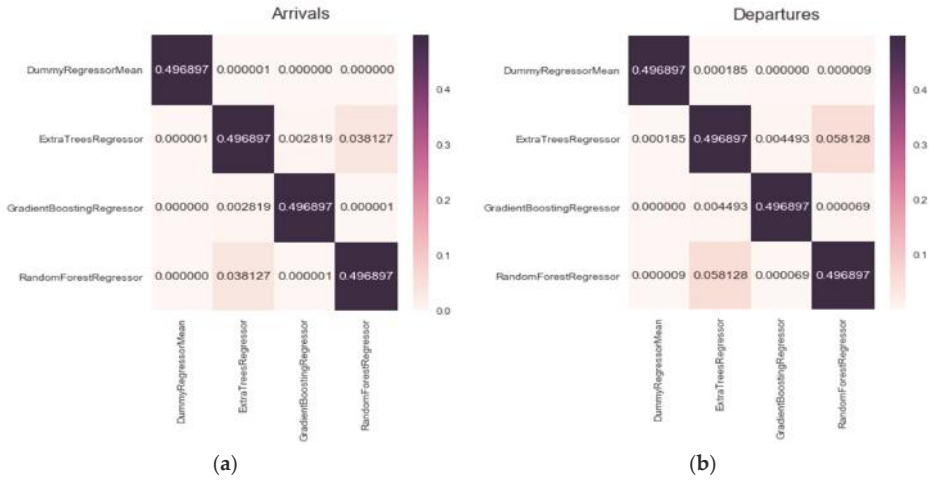 Arrivals
DummyRegressorMean 0.496897 0.000001 0.000000 0.000000
ExtraTreesRegressor 0.000001 0.496897 0.002819 0.038127
GradientBoostingRegressor 0.000000 0.002819 0.496897 0.000001
RandomForestRegressor 0.000000 0.038127 0.000001 0.496897
0.4
0.3
0.2
0.1
0.0
DummyRegressorMean
ExtraTreesRegressor
GradientBoostingRegressor
RandomForestRegressor
(a)
Departures
DummyRegressorMean 0.496897 0.000185 0.000000 0.000009
ExtraTreesRegressor 0.000185 0.496897 0.004493 0.058128
GradientBoostingRegressor 0.000000 0.004493 0.496897 0.000069
RandomForestRegressor 0.000009 0.058128 0.000069 0.496897
0.4
0.3
0.2
0.1
DummyRegressorMean
ExtraTreesRegressor
GradientBoostingRegressor
RandomForestRegressor
(b)